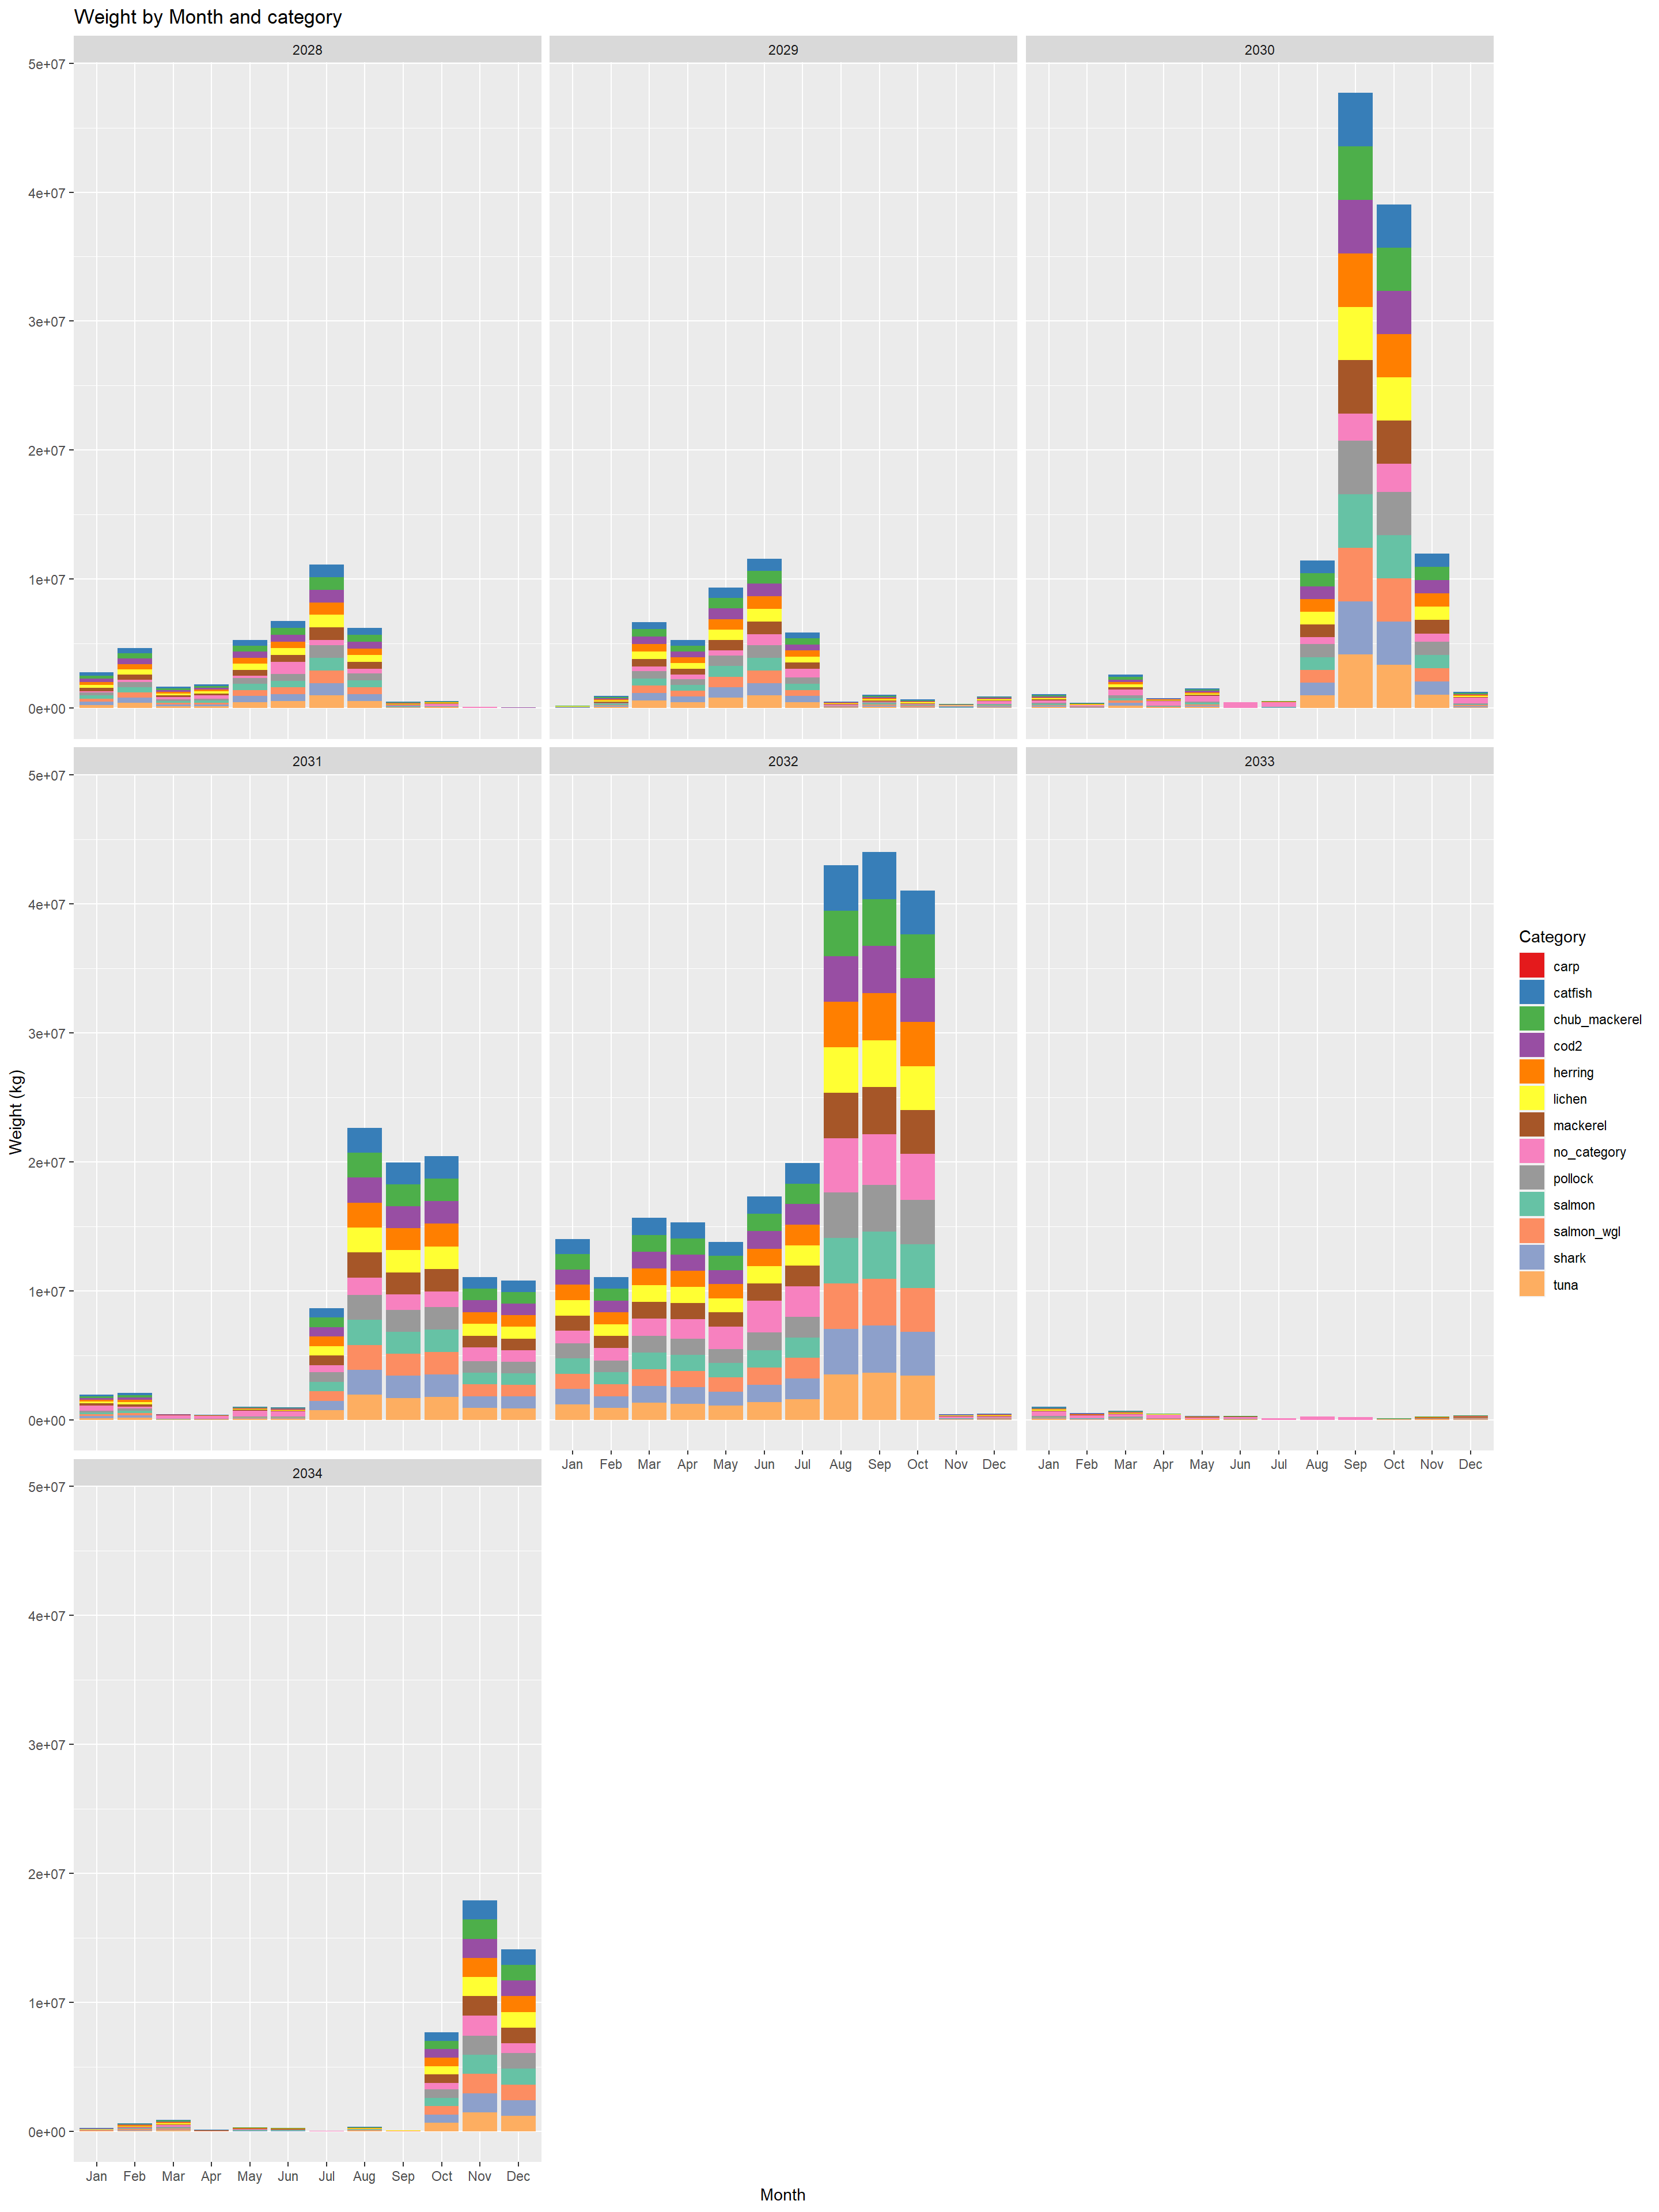 Weight by Month and category
2028
2029
2030
5e+07
4e+07
3e+07
2e+07
1e+07
0e+00
2031
2032
2033
5e+07
4e+07
3e+07
2e+07
1e+07
0e+00
Jan Feb Mar Apr May Jun Jul Aug Sep Oct Nov Dec
Jan Feb Mar Apr May Jun Jul Aug Sep Oct Nov Dec
2034
5e+07
4e+07
3e+07
2e+07
1e+07
0e+00
Jan Feb Mar Apr May Jun Jul Aug Sep Oct Nov Dec
Month
Weight (kg)
Category
carp
catfish
chub_mackerel
cod2
herring
lichen
mackerel
no_category
pollock
salmon
salmon_wgl
shark
tuna